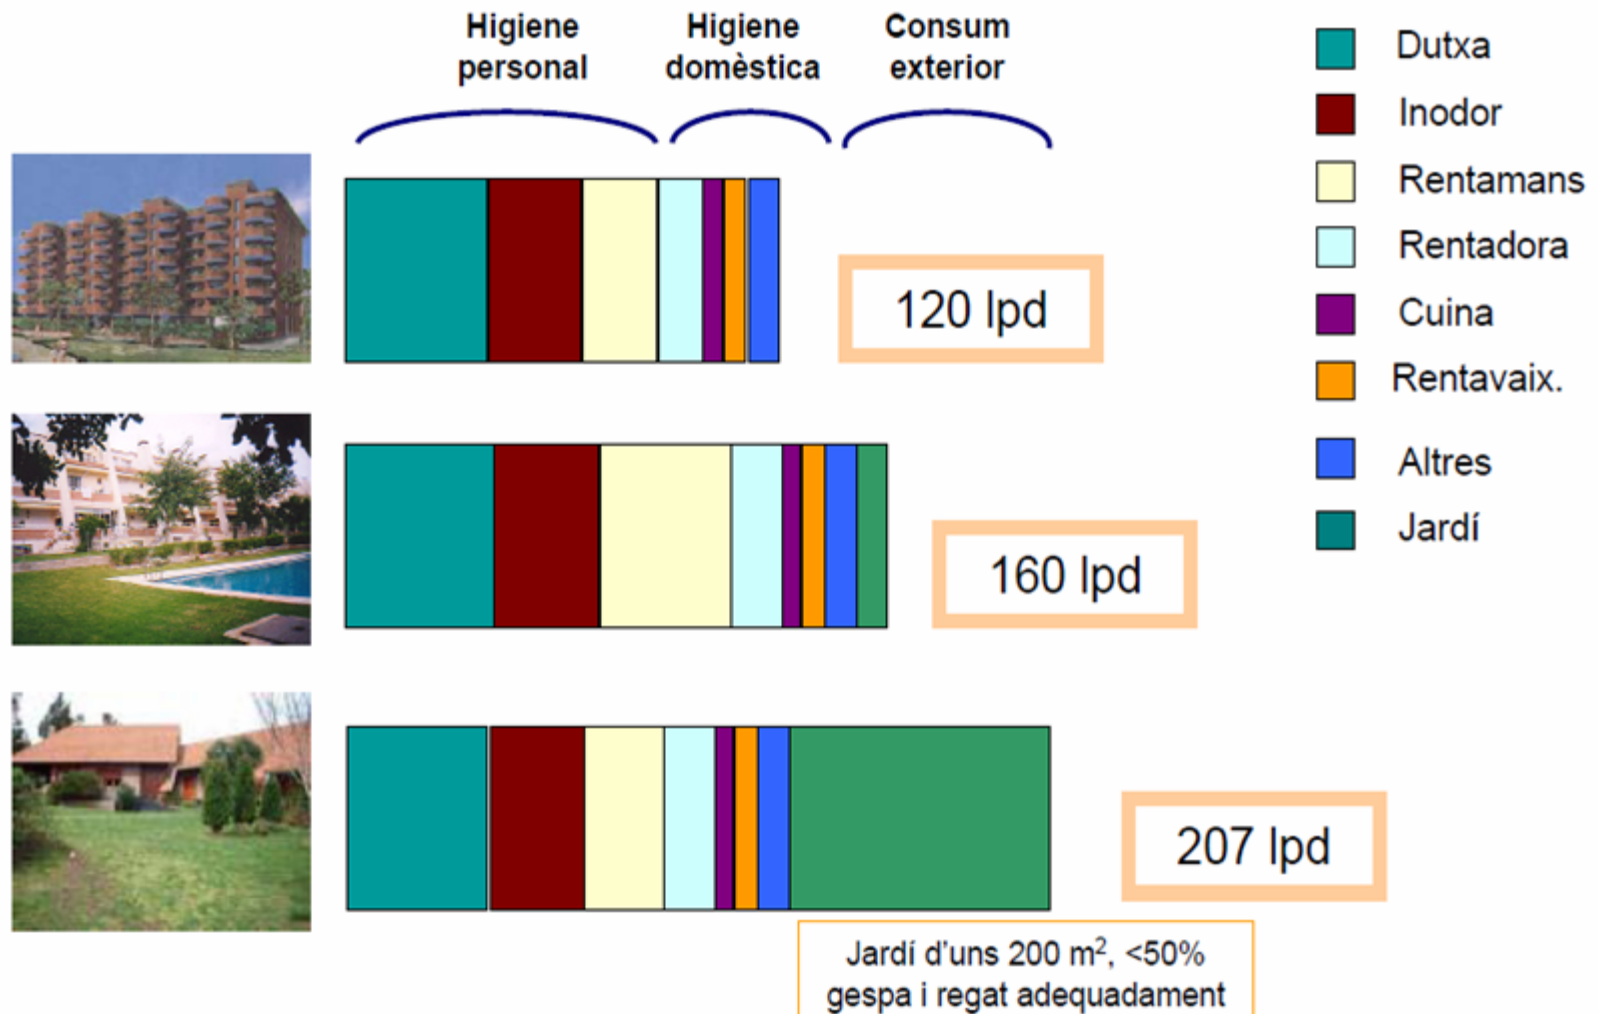 Higiene
personal
Higiene
domèstica
Consum
exterior
Dutxa
Inodor
Rentamans
Rentadora
Cuina
Rentavaix.
Altres
Jardí
120 lpd
160 lpd
207 lpd
Jardí d'uns 200 m², <50%
gespa i regat adequadament